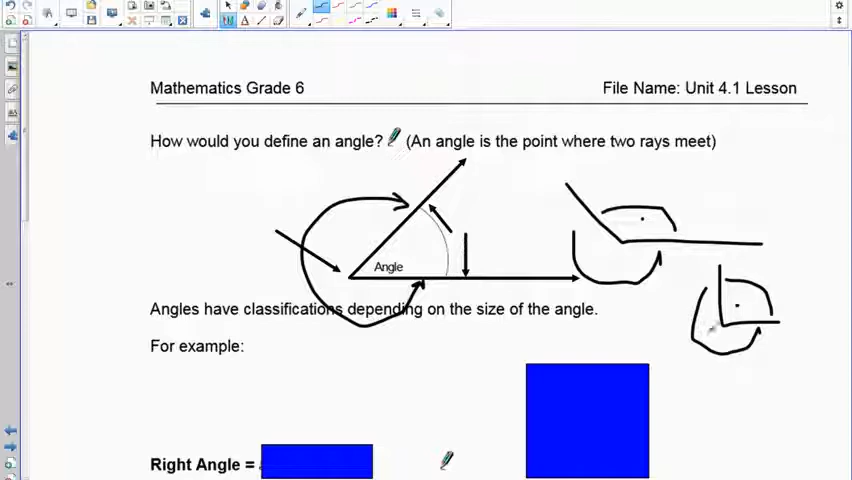 Mathematics Grade 6 File Name: Unit 4.1 Lesson
How would you define an angle? (An angle is the point where two rays meet)
Angle
Angles have classifications depending on the size of the angle.
For example:
Right Angle =